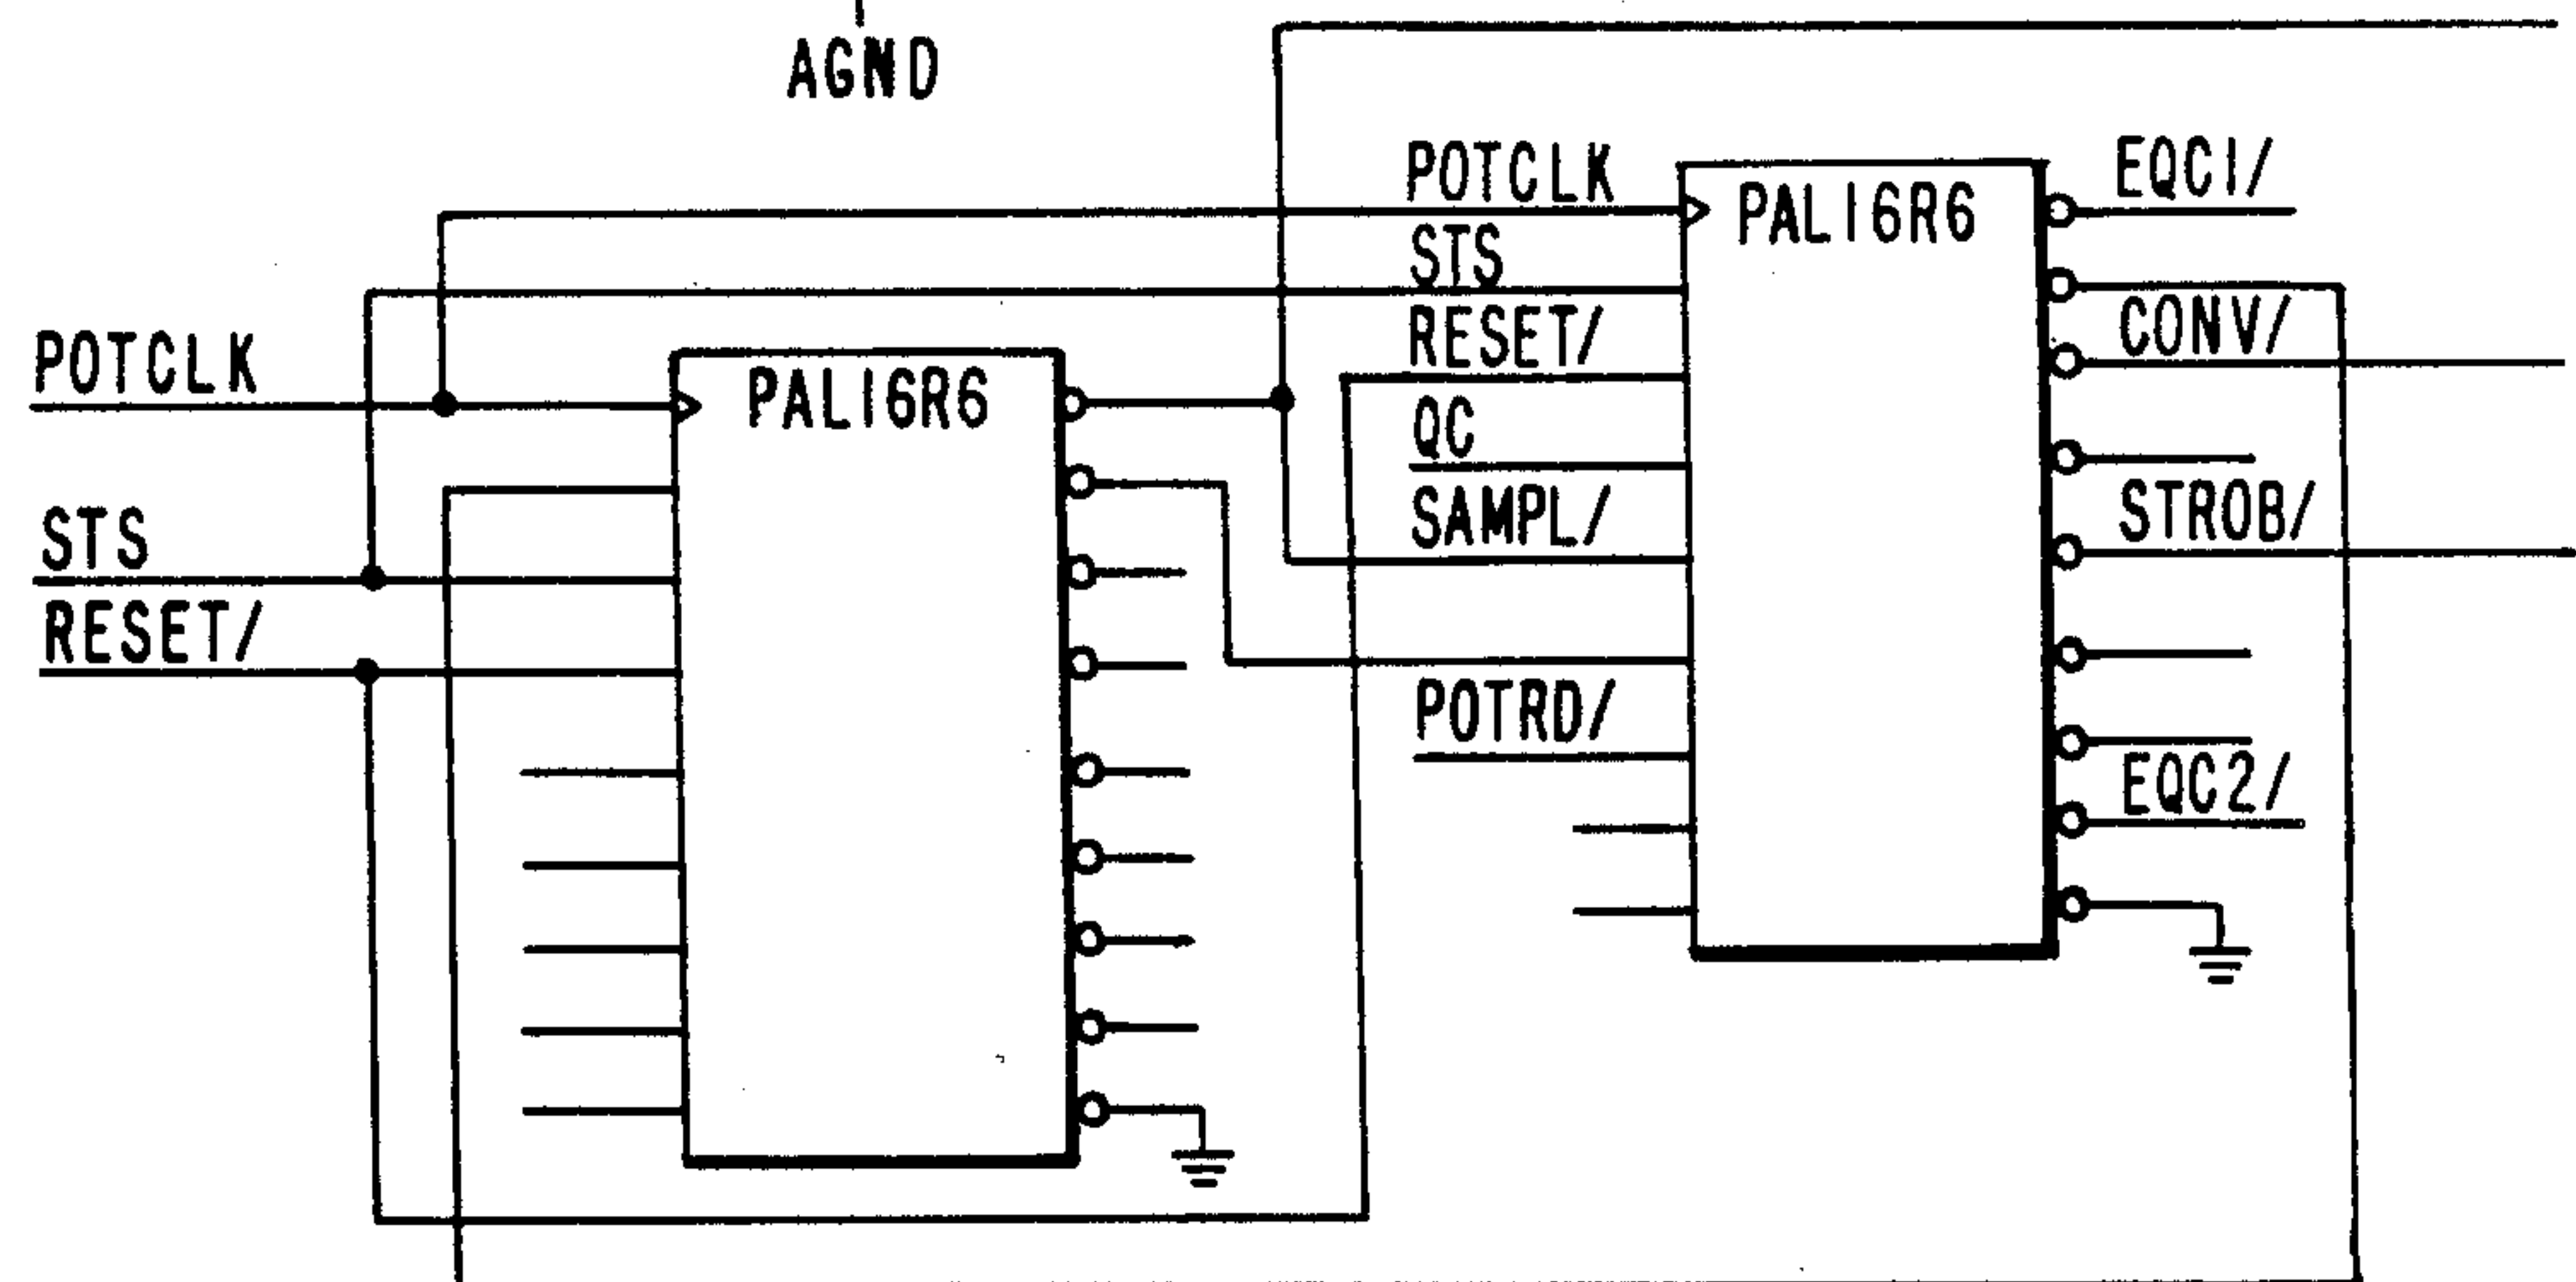 AGND
POTCLK
STS
RESET/
PAL16R6
POTCLK
STS
RESET/
QC
SAMPL/
POTRD/
PAL16R6
EQC1/
CONV/
STROB/
EQC2/